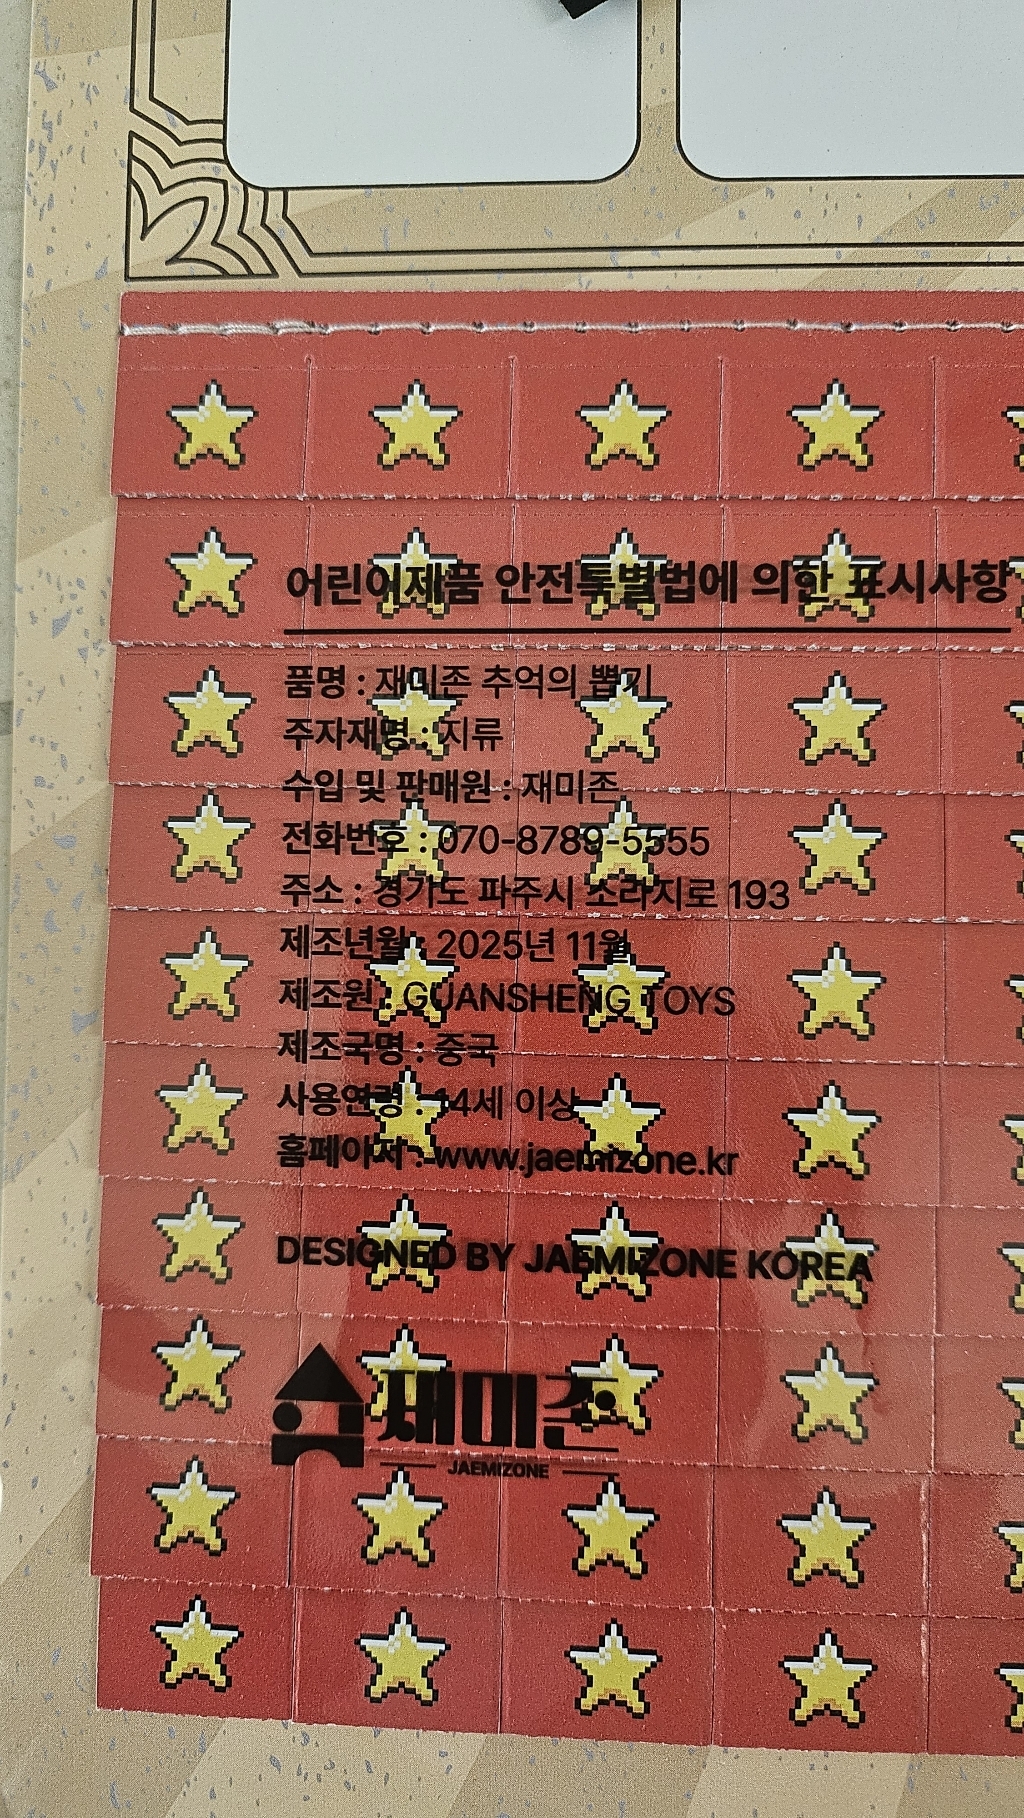 어린이제품 안전특별법에 의한 표시사항
품명 : 재미존 추억의 뽑기
주자재명 : 지류
수입 및 판매원 : 재미존
전화번호 : 070-8789-5555
주소 : 경기도 파주시 소라지로 193
제조년월 : 2025년 11월
제조원 : GUANSHENG TOYS
제조국명 : 중국
사용연령 : 14세 이상
홈페이지 : www.jaemizone.kr
DESIGNED BY JAEMIZONE KOREA
재미존
JAEMIZONE